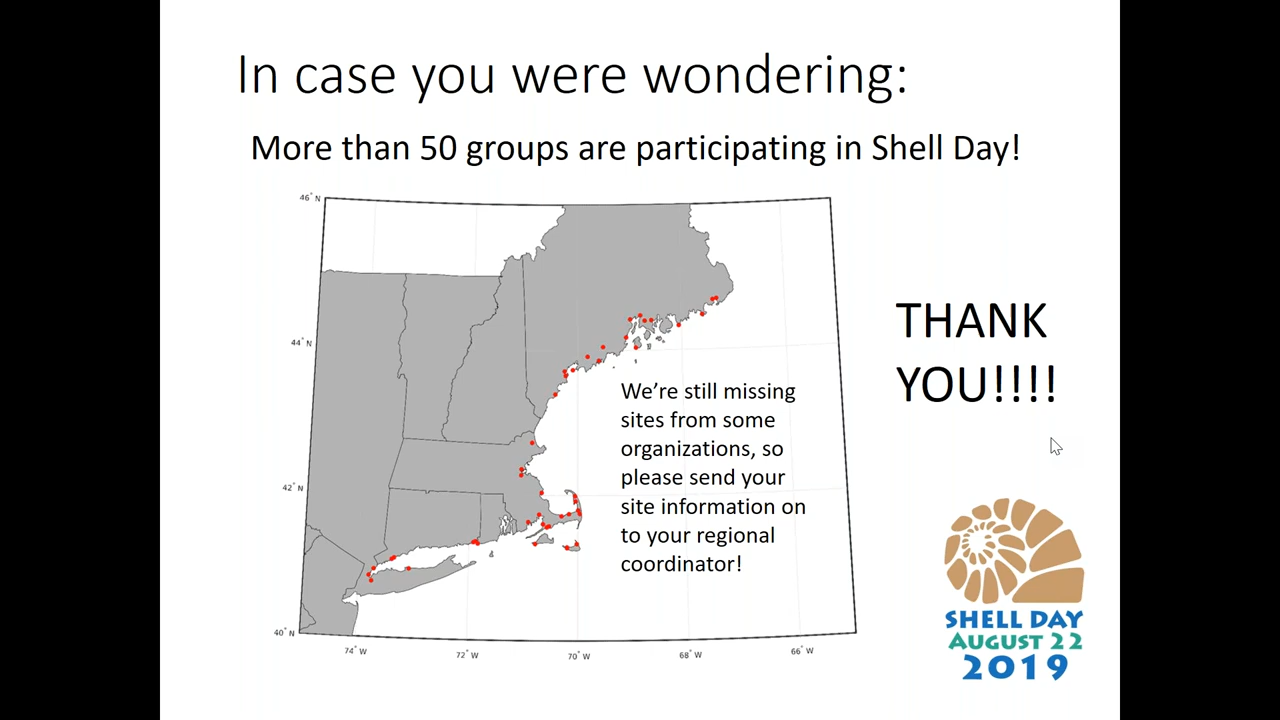 In case you were wondering:
More than 50 groups are participating in Shell Day!
46° N
44° N
42° N
40° N
74° W
72° W
70° W
68° W
66° W
We're still missing
sites from some
organizations, so
please send your
site information on
to your regional
coordinator!
THANK
YOU!!!!
SHELL DAY
AUGUST 22
2019